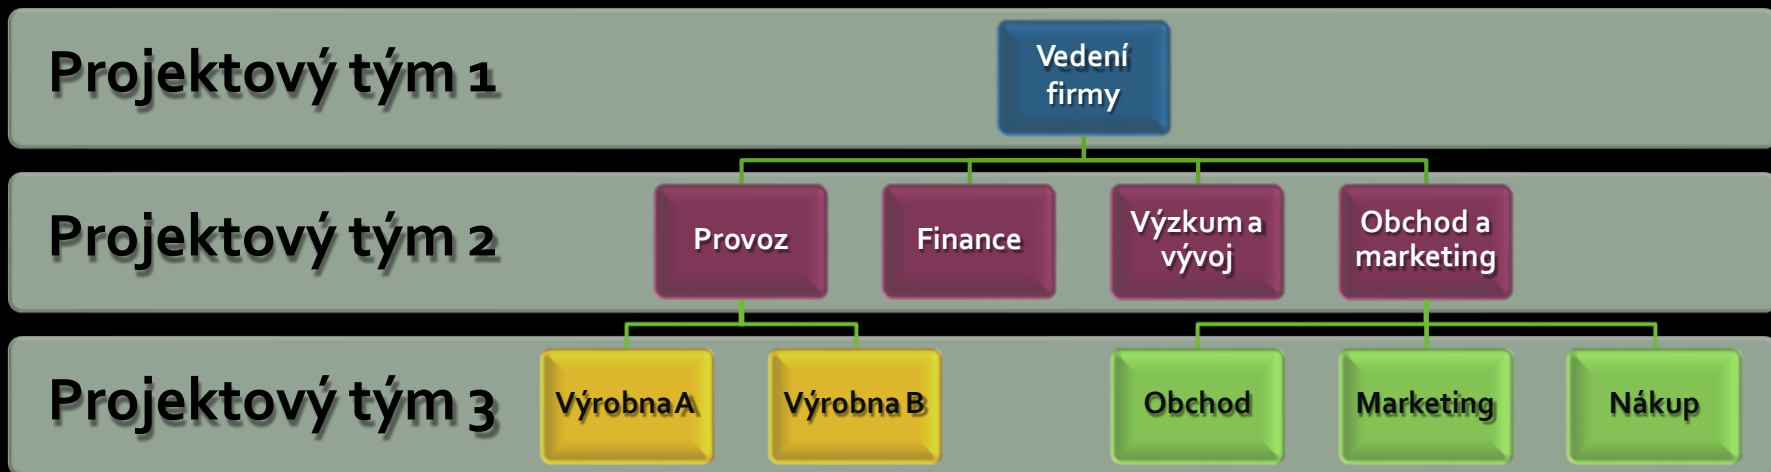 Projektový tým 1
Vedení
firmy
Projektový tým 2
Provoz
Finance
Výzkum a
vývoj
Obchod a
marketing
Projektový tým 3
Výrobna A
Výrobna B
Obchod
Marketing
Nákup